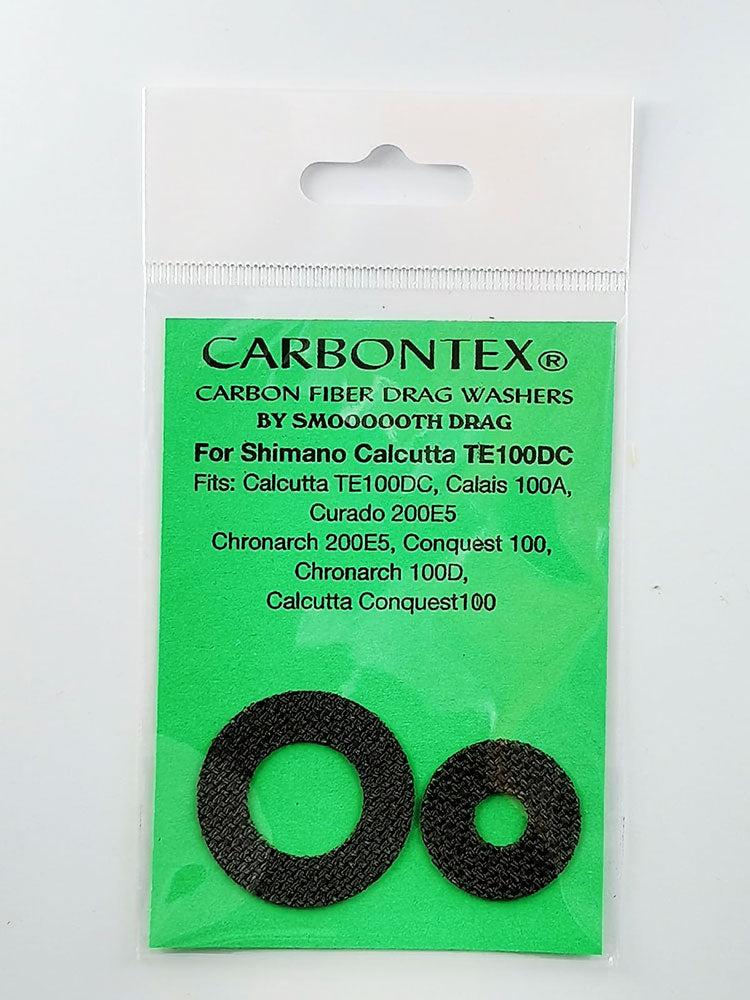 CARBONTEX®
CARBON FIBER DRAG WASHERS
BY SMOOOOOTH DRAG
For Shimano Calcutta TE100DC
Fits: Calcutta TE100DC, Calais 100A,
Curado 200E5
Chronarch 200E5, Conquest 100,
Chronarch 100D,
Calcutta Conquest100